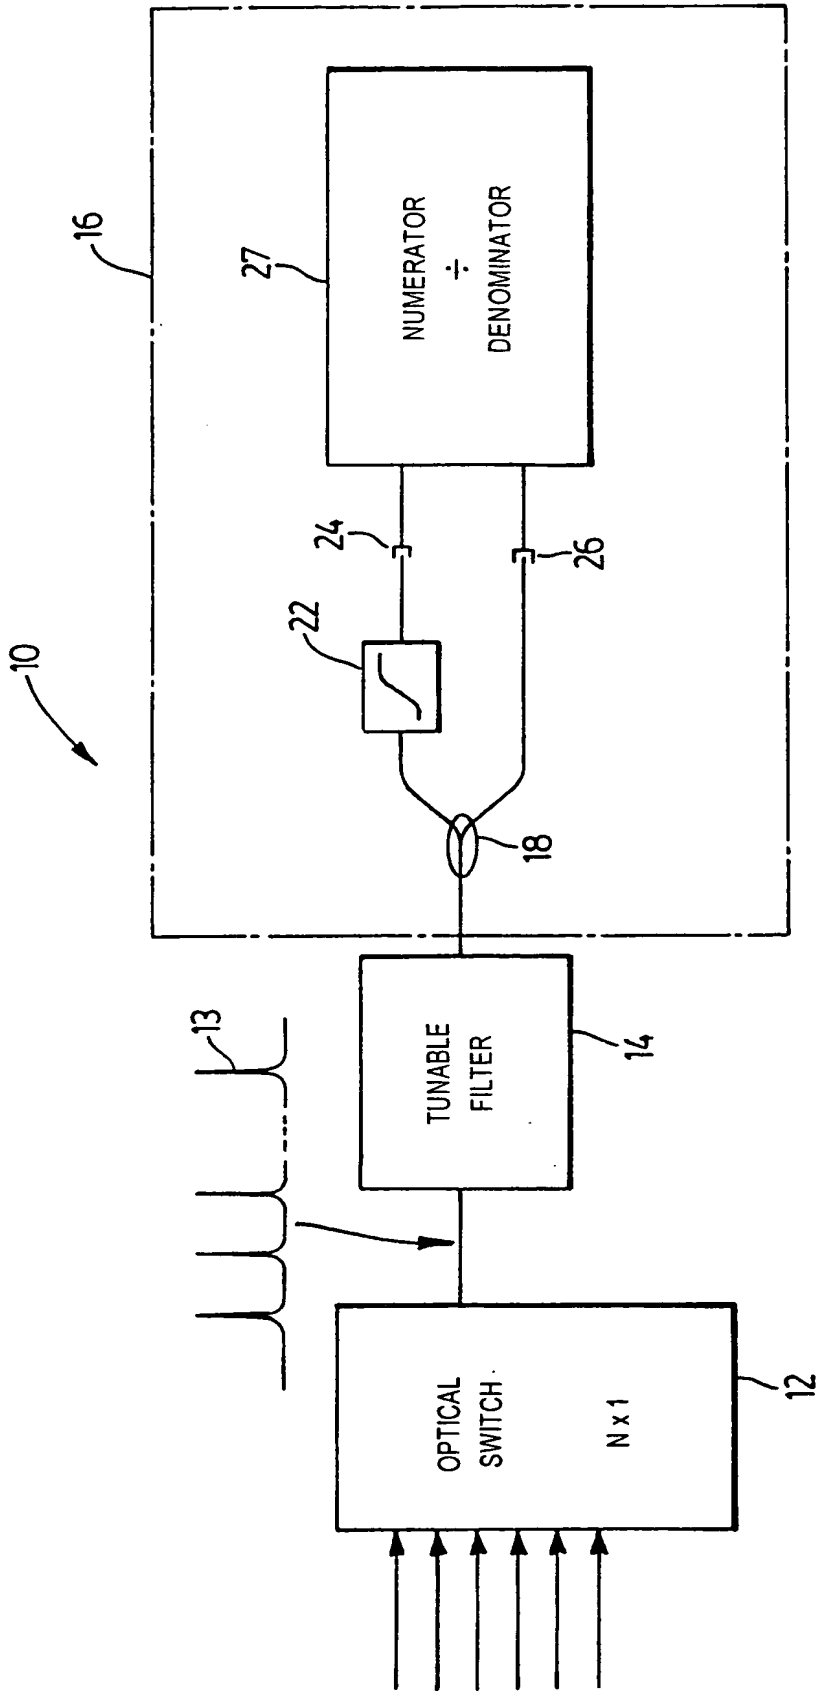 10
16
13
22
24
27
NUMERATOR
÷
DENOMINATOR
18
26
TUNABLE
FILTER
14
OPTICAL
SWITCH
N x 1
12